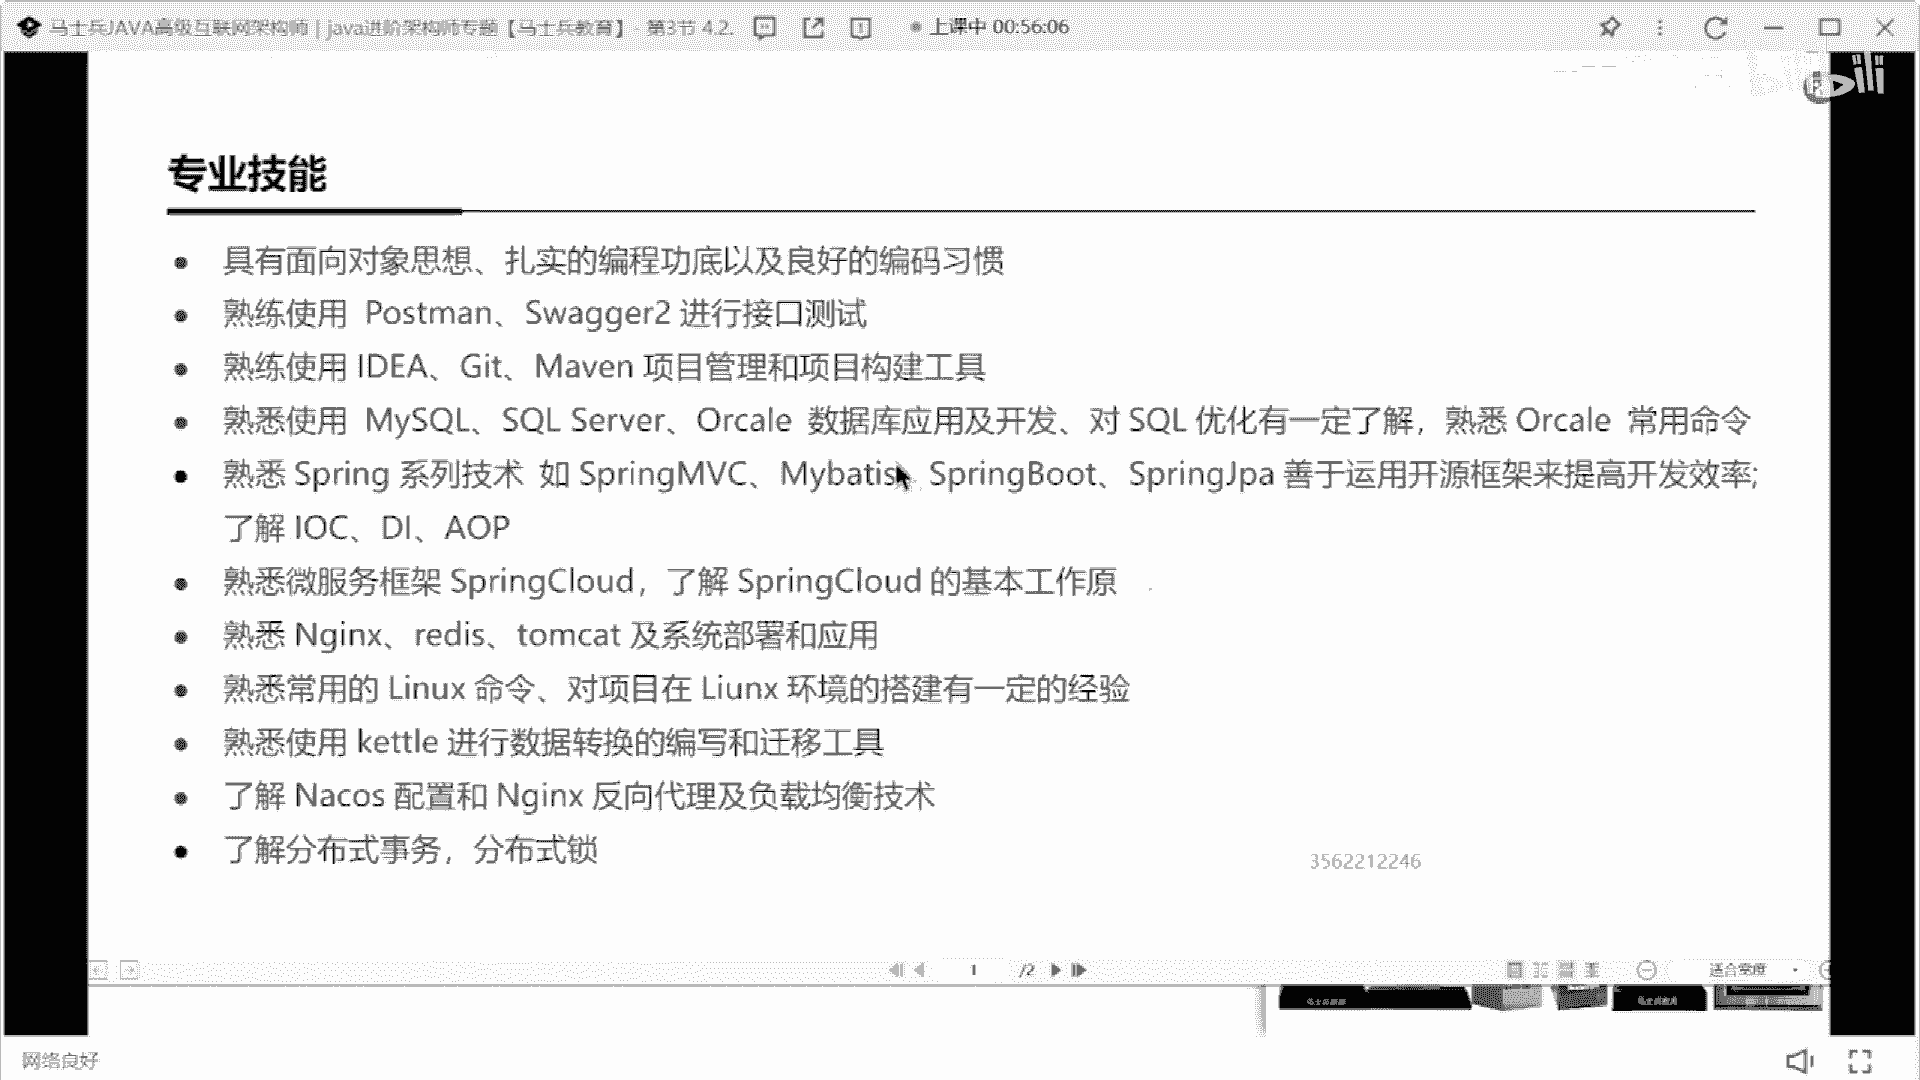 马士兵JAVA高级互联网架构师 | java进阶架构师专题【马士兵教育】 - 第3节 4.2.
上课中 00:56:06
专业技能
具有面向对象思想、扎实的编程功底以及良好的编码习惯
熟练使用 Postman、Swagger2 进行接口测试
熟练使用 IDEA、Git、Maven 项目管理和项目构建工具
熟悉使用 MySQL、SQL Server、Orcale 数据库应用及开发、对 SQL 优化有一定了解，熟悉 Orcale 常用命令
熟悉 Spring 系列技术 如 SpringMVC、Mybatis、SpringBoot、SpringJpa 善于运用开源框架来提高开发效率;
了解 IOC、DI、AOP
熟悉微服务框架 SpringCloud，了解 SpringCloud 的基本工作原
熟悉 Nginx、redis、tomcat 及系统部署和应用
熟悉常用的 Linux 命令、对项目在 Liunx 环境的搭建有一定的经验
熟悉使用 kettle 进行数据转换的编写和迁移工具
了解 Nacos 配置和 Nginx 反向代理及负载均衡技术
了解分布式事务，分布式锁
3562212246
1 /2
适合宽度
网络良好